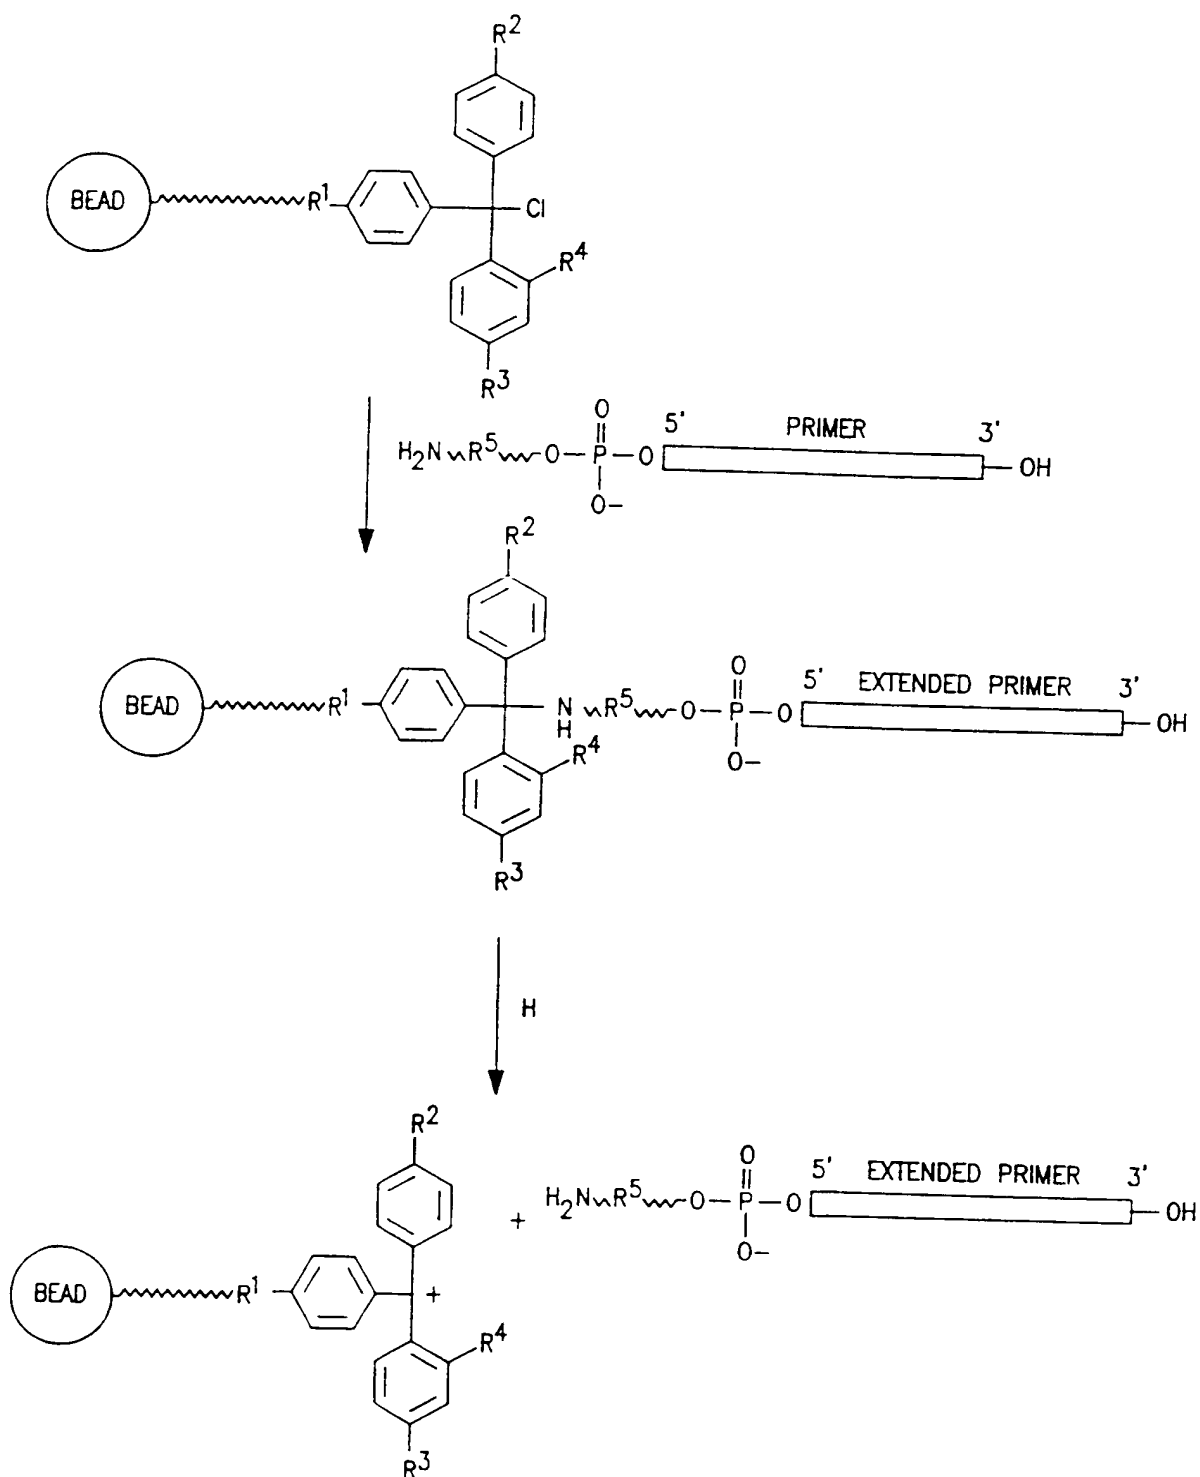 R2
BEAD
R1
Cl
R4
R3
O
5' PRIMER 3'
H2N R5 O-P-O OH
O-
R2
BEAD
R1
N
H
R5 O-P-O
O
5' EXTENDED PRIMER 3'
OH
O-
R4
R3
H
R2
O
5' EXTENDED PRIMER 3'
+ H2N R5 O-P-O OH
O-
BEAD
R1
+
R4
R3